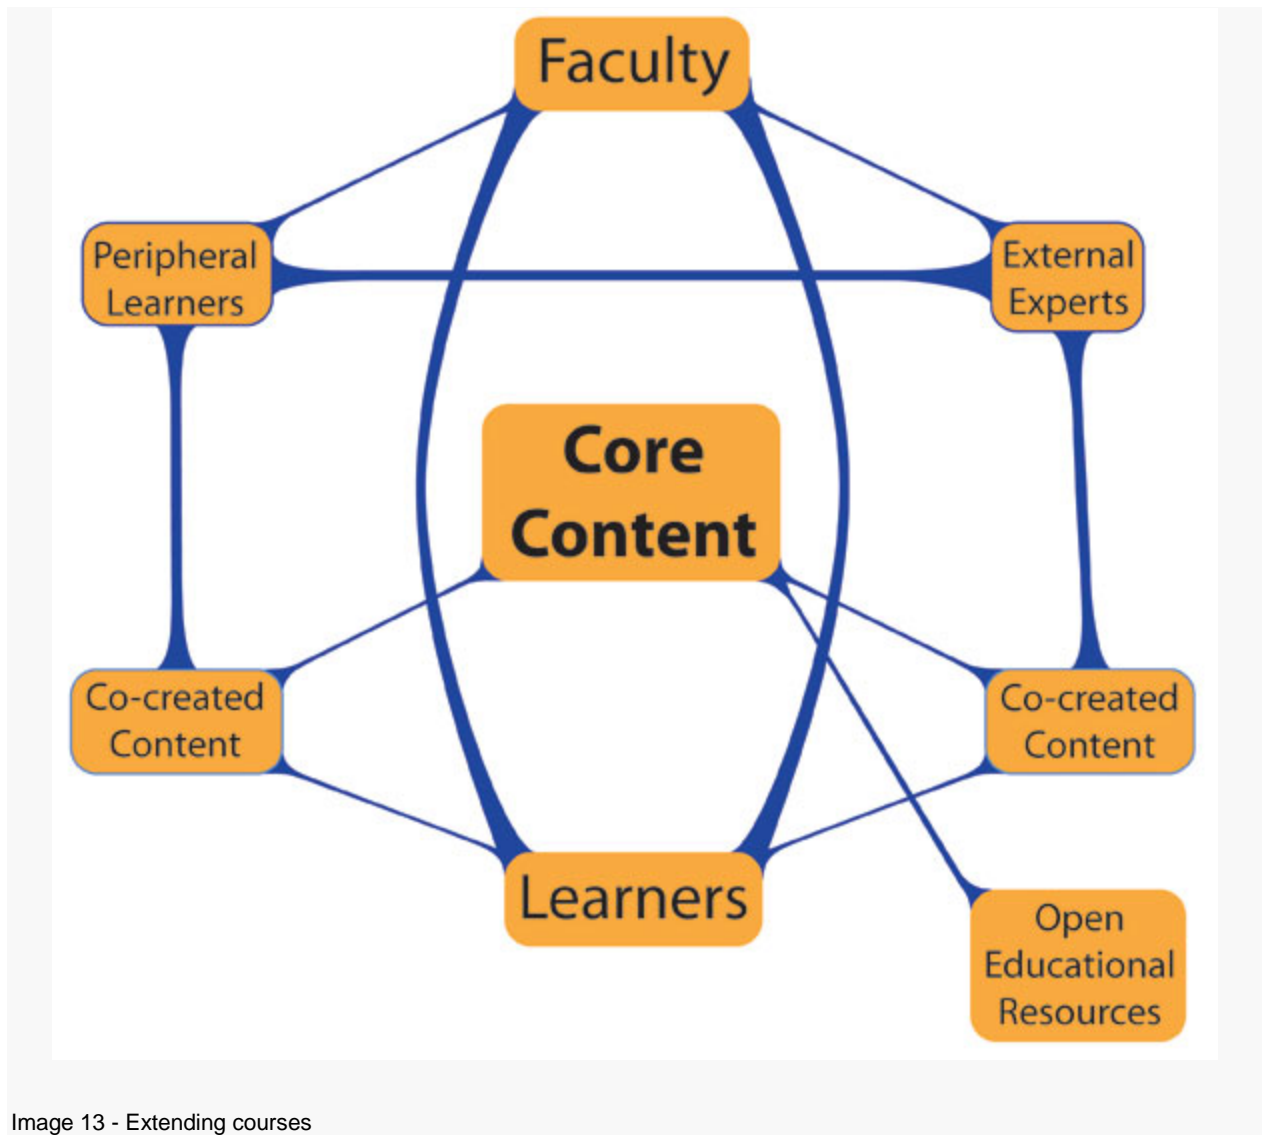 Faculty
Peripheral
Learners
External
Experts
Core
Content
Co-created
Content
Co-created
Content
Learners
Open
Educational
Resources
Image 13 - Extending courses